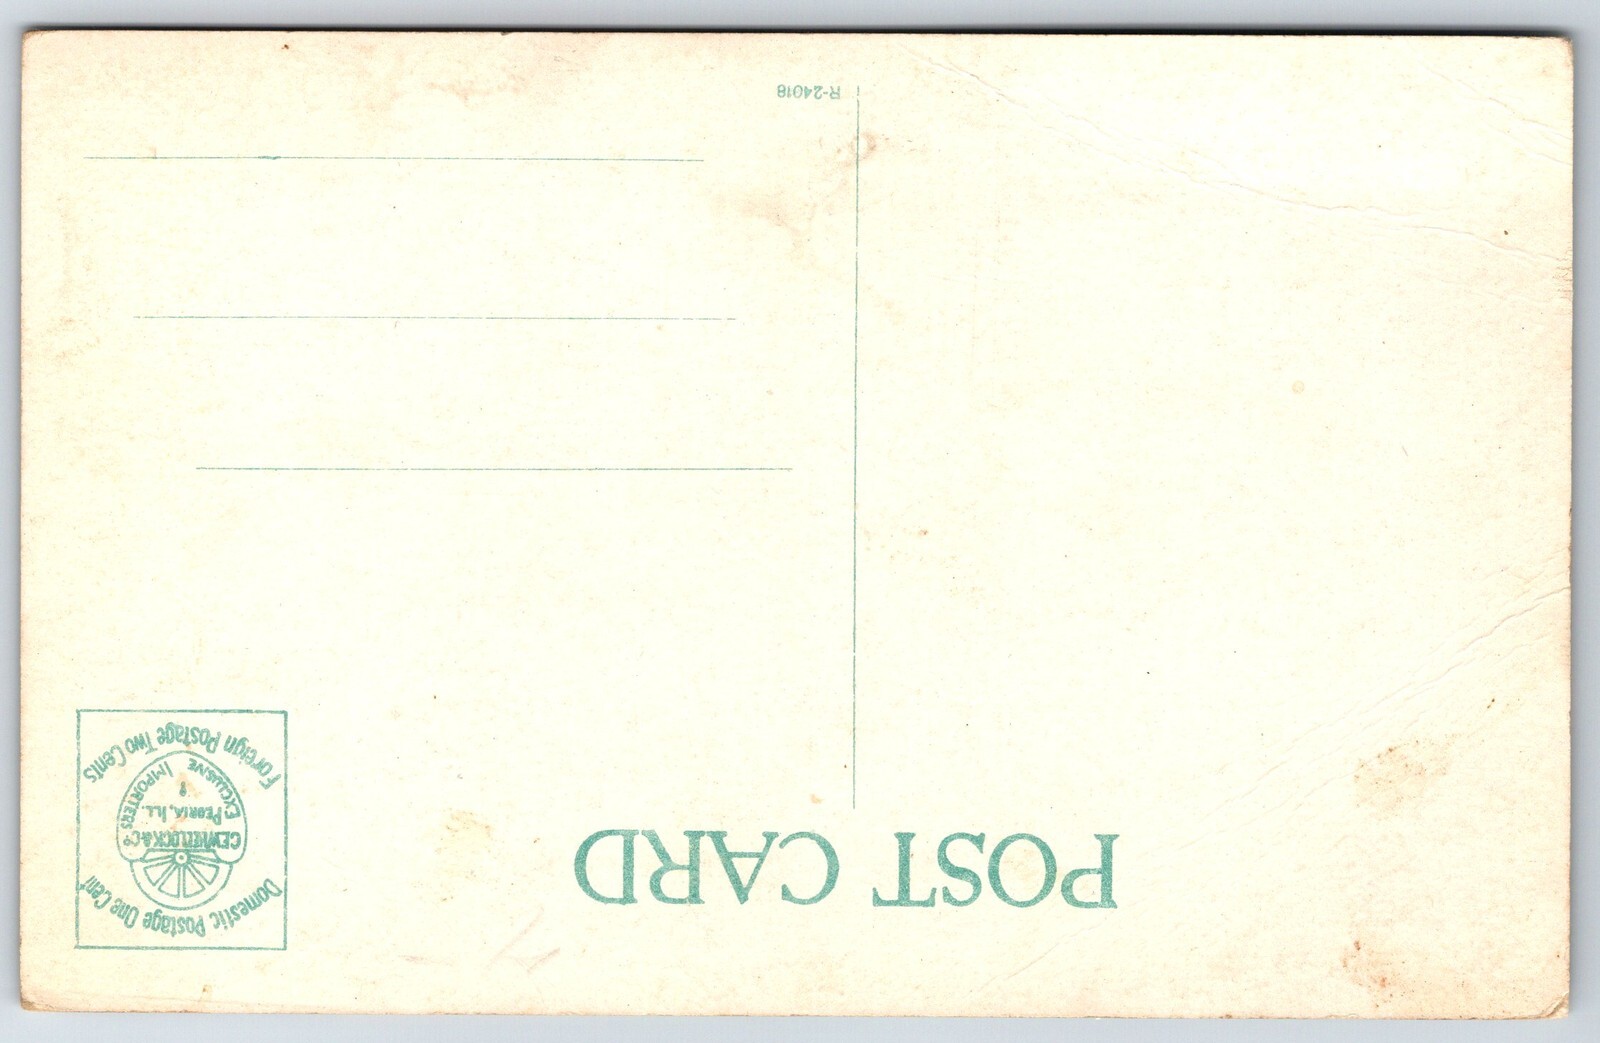 POST CARD
Domestic Postage One Cent
C.E. WHEELOCK & Co.
PEORIA, ILL.
EXCLUSIVE IMPORTERS
Foreign Postage Two Cents
R-24018